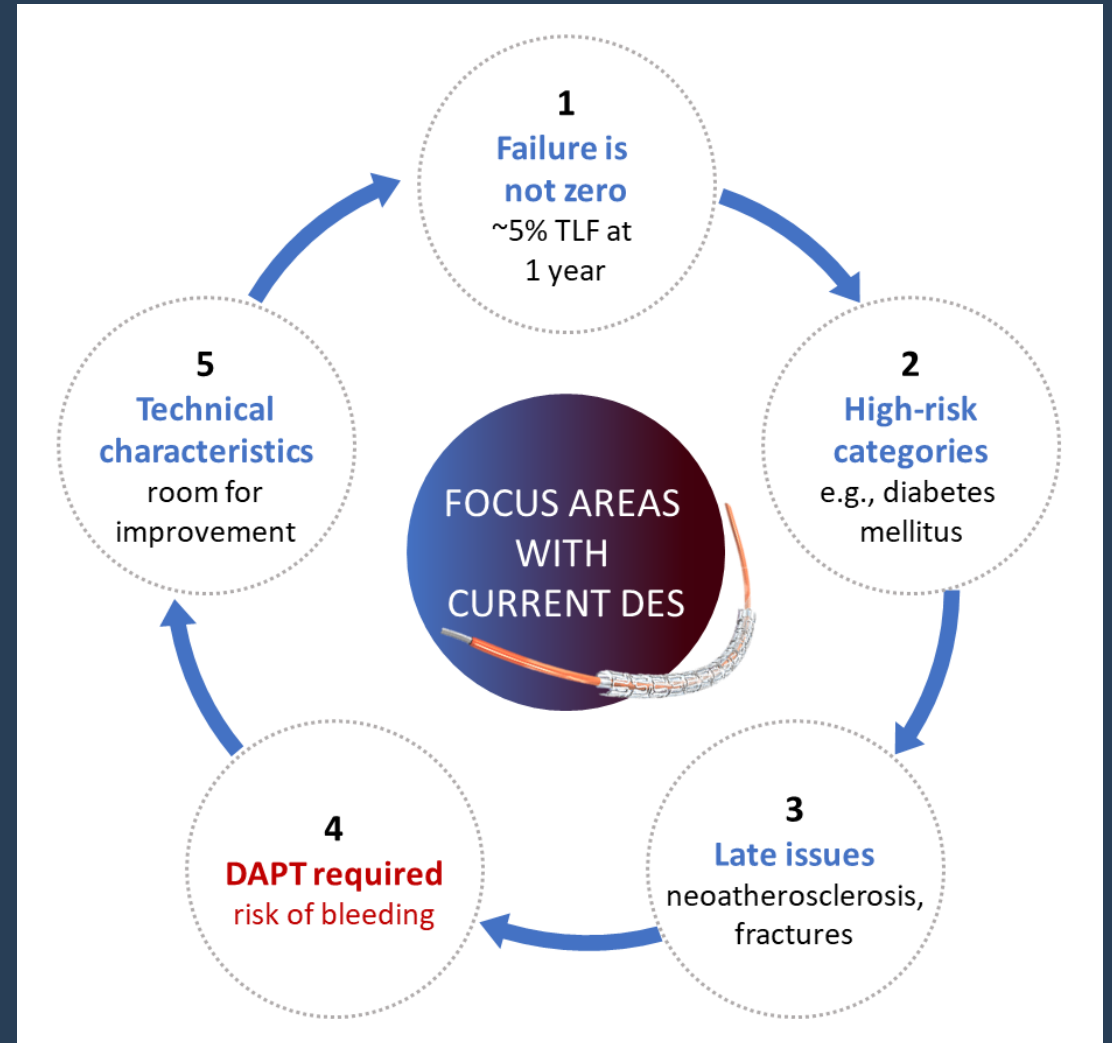 1
Failure is
not zero
~5% TLF at
1 year
2
High-risk
categories
e.g., diabetes
mellitus
3
Late issues
neoatherosclerosis,
fractures
4
DAPT required
risk of bleeding
5
Technical
characteristics
room for
improvement
FOCUS AREAS
WITH
CURRENT DES